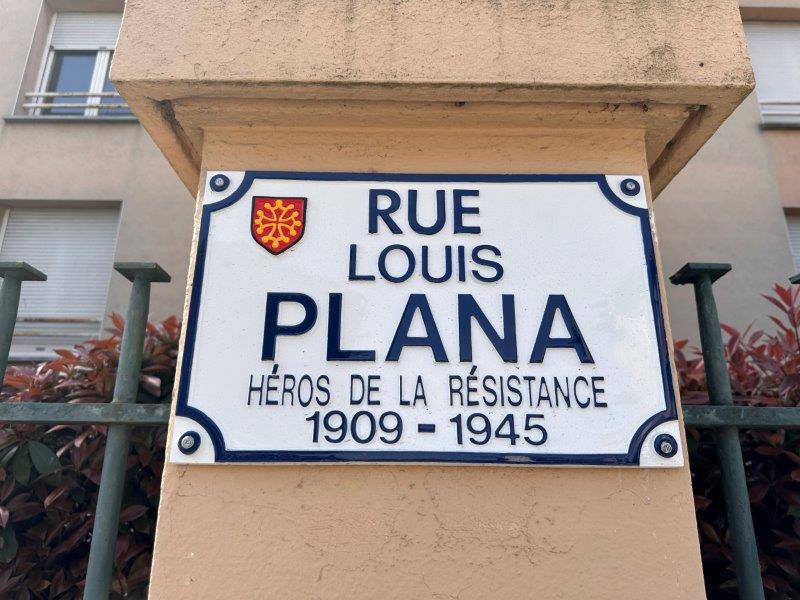 RUE
LOUIS
PLANA
HÉROS DE LA RÉSISTANCE
1909 - 1945